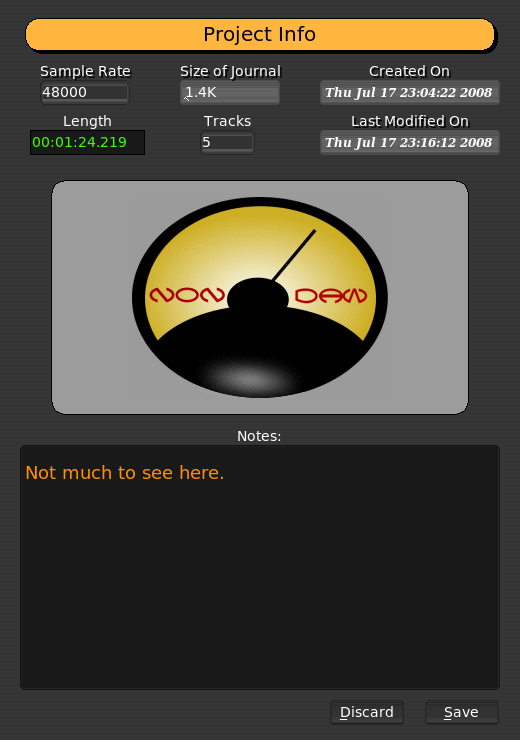 Project Info
Sample Rate Size of Journal Created On
48000 1.4K Thu Jul 17 23:04:22 2008
Length Tracks Last Modified On
00:01:24.219 5 Thu Jul 17 23:16:12 2008
NON DAW
Notes:
Not much to see here.
Discard Save